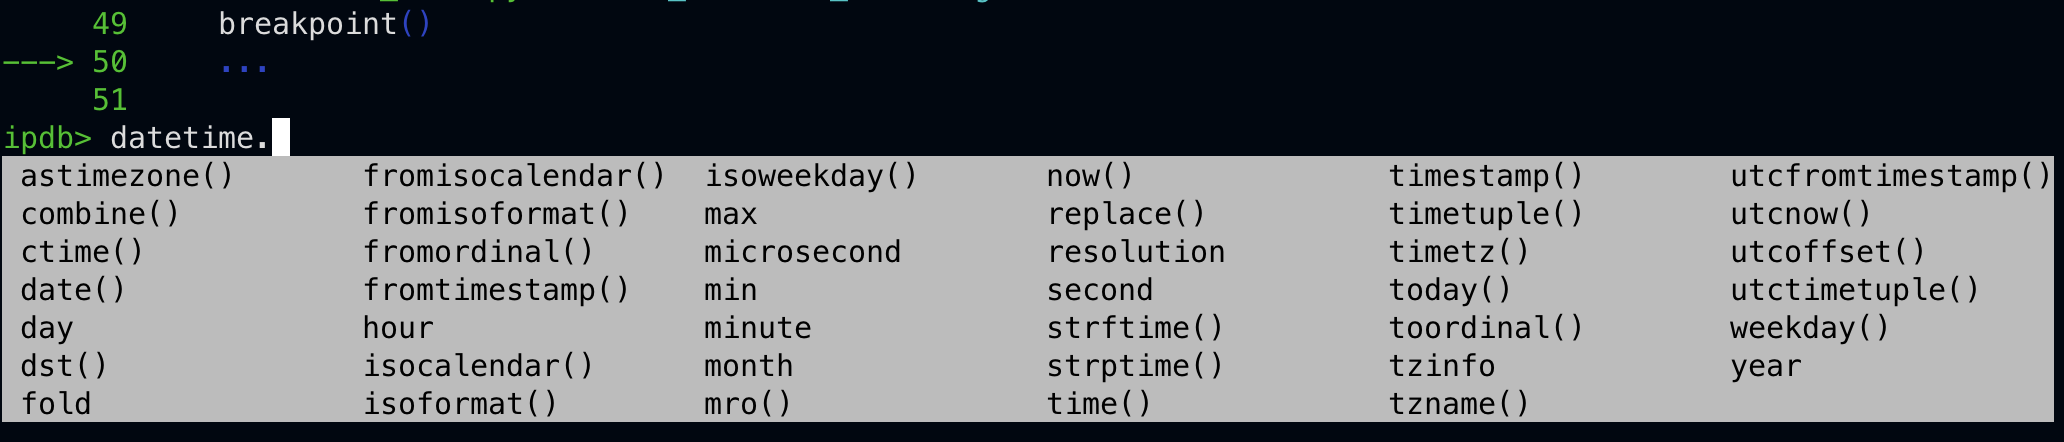 49 breakpoint()
---> 50 ...
51
ipdb> datetime.
astimezone() fromisocalendar() isoweekday() now() timestamp() utcfromtimestamp()
combine() fromisoformat() max replace() timetuple() utcnow()
ctime() fromordinal() microsecond resolution timetz() utcoffset()
date() fromtimestamp() min second today() utctimetuple()
day hour minute strftime() toordinal() weekday()
dst() isocalendar() month strptime() tzinfo year
fold isoformat() mro() time() tzname()